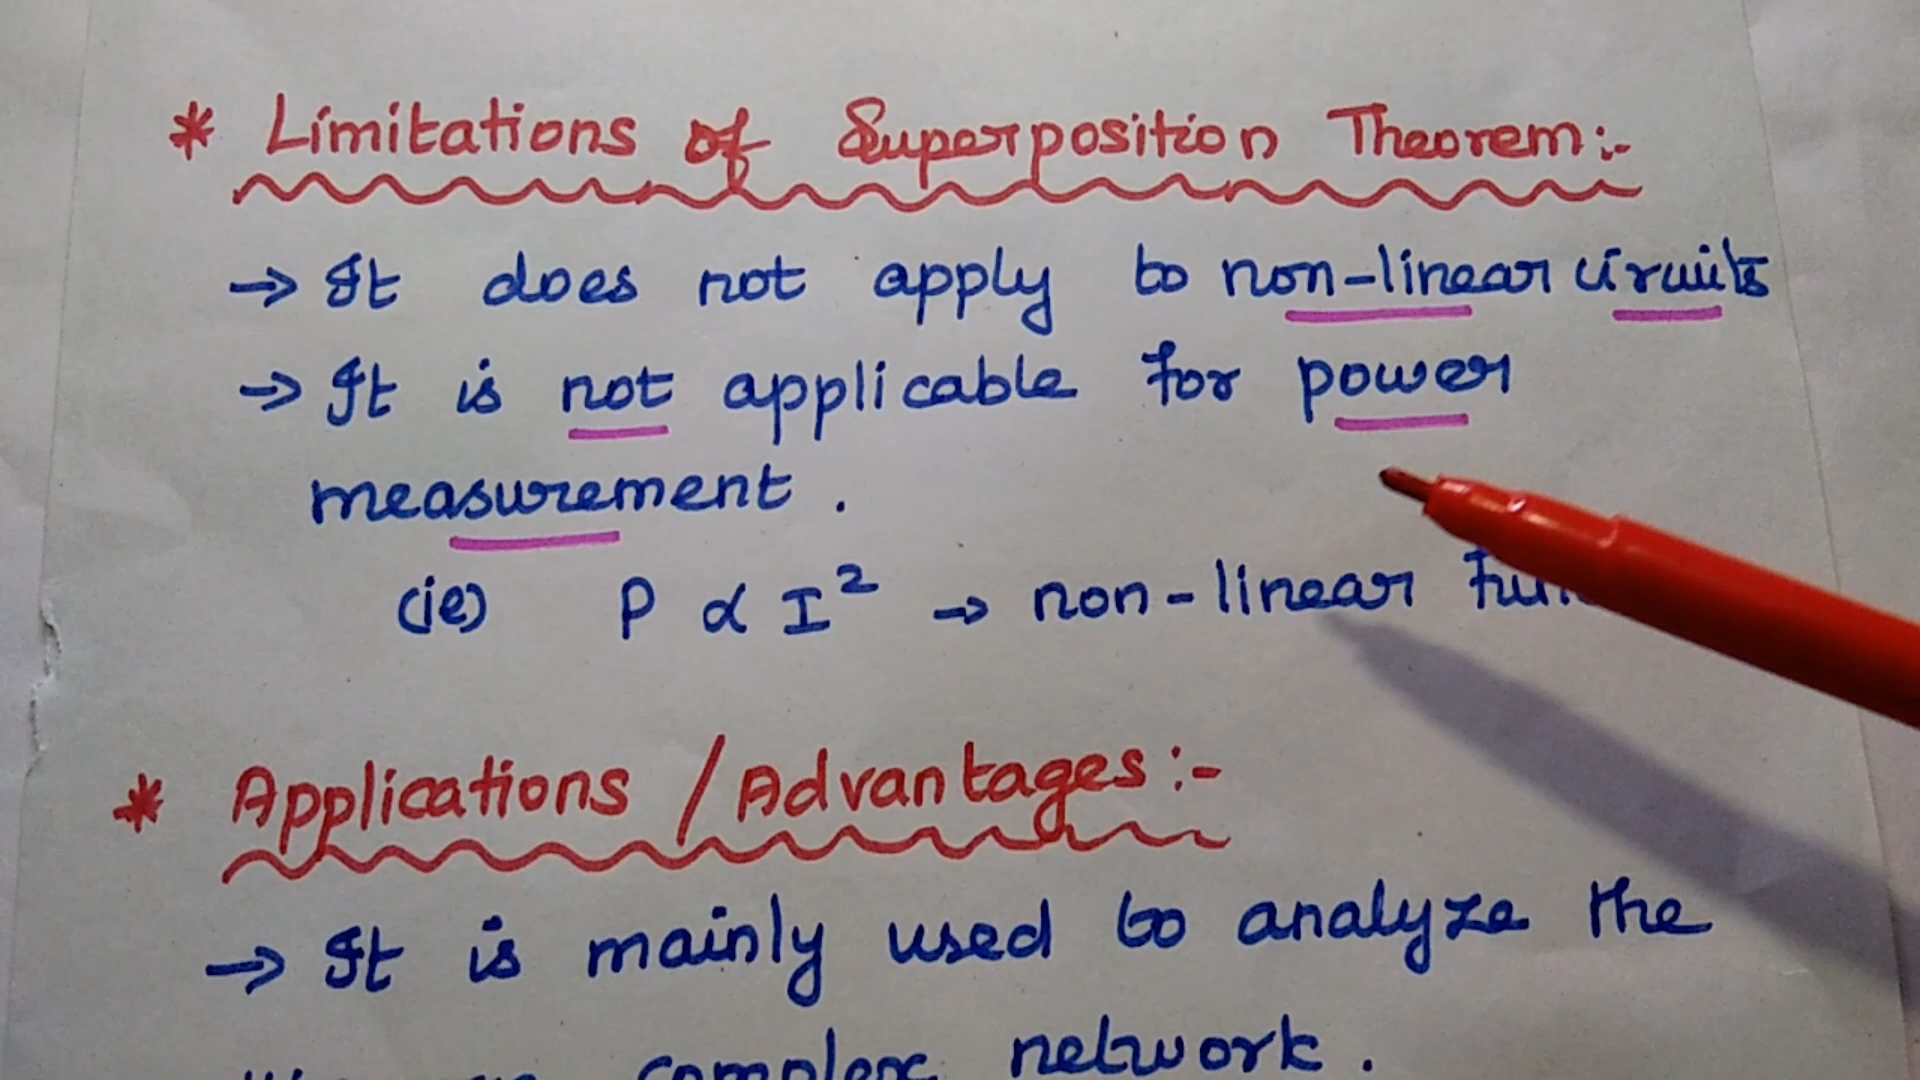 * Limitations of Superposition Theorem:-
→ It does not apply to non-linear circuits
→ It is not applicable for power
measurement.
(ie) P ∝ I² → non-linear
* Applications / Advantages:-
→ It is mainly used to analyze the
complex network.